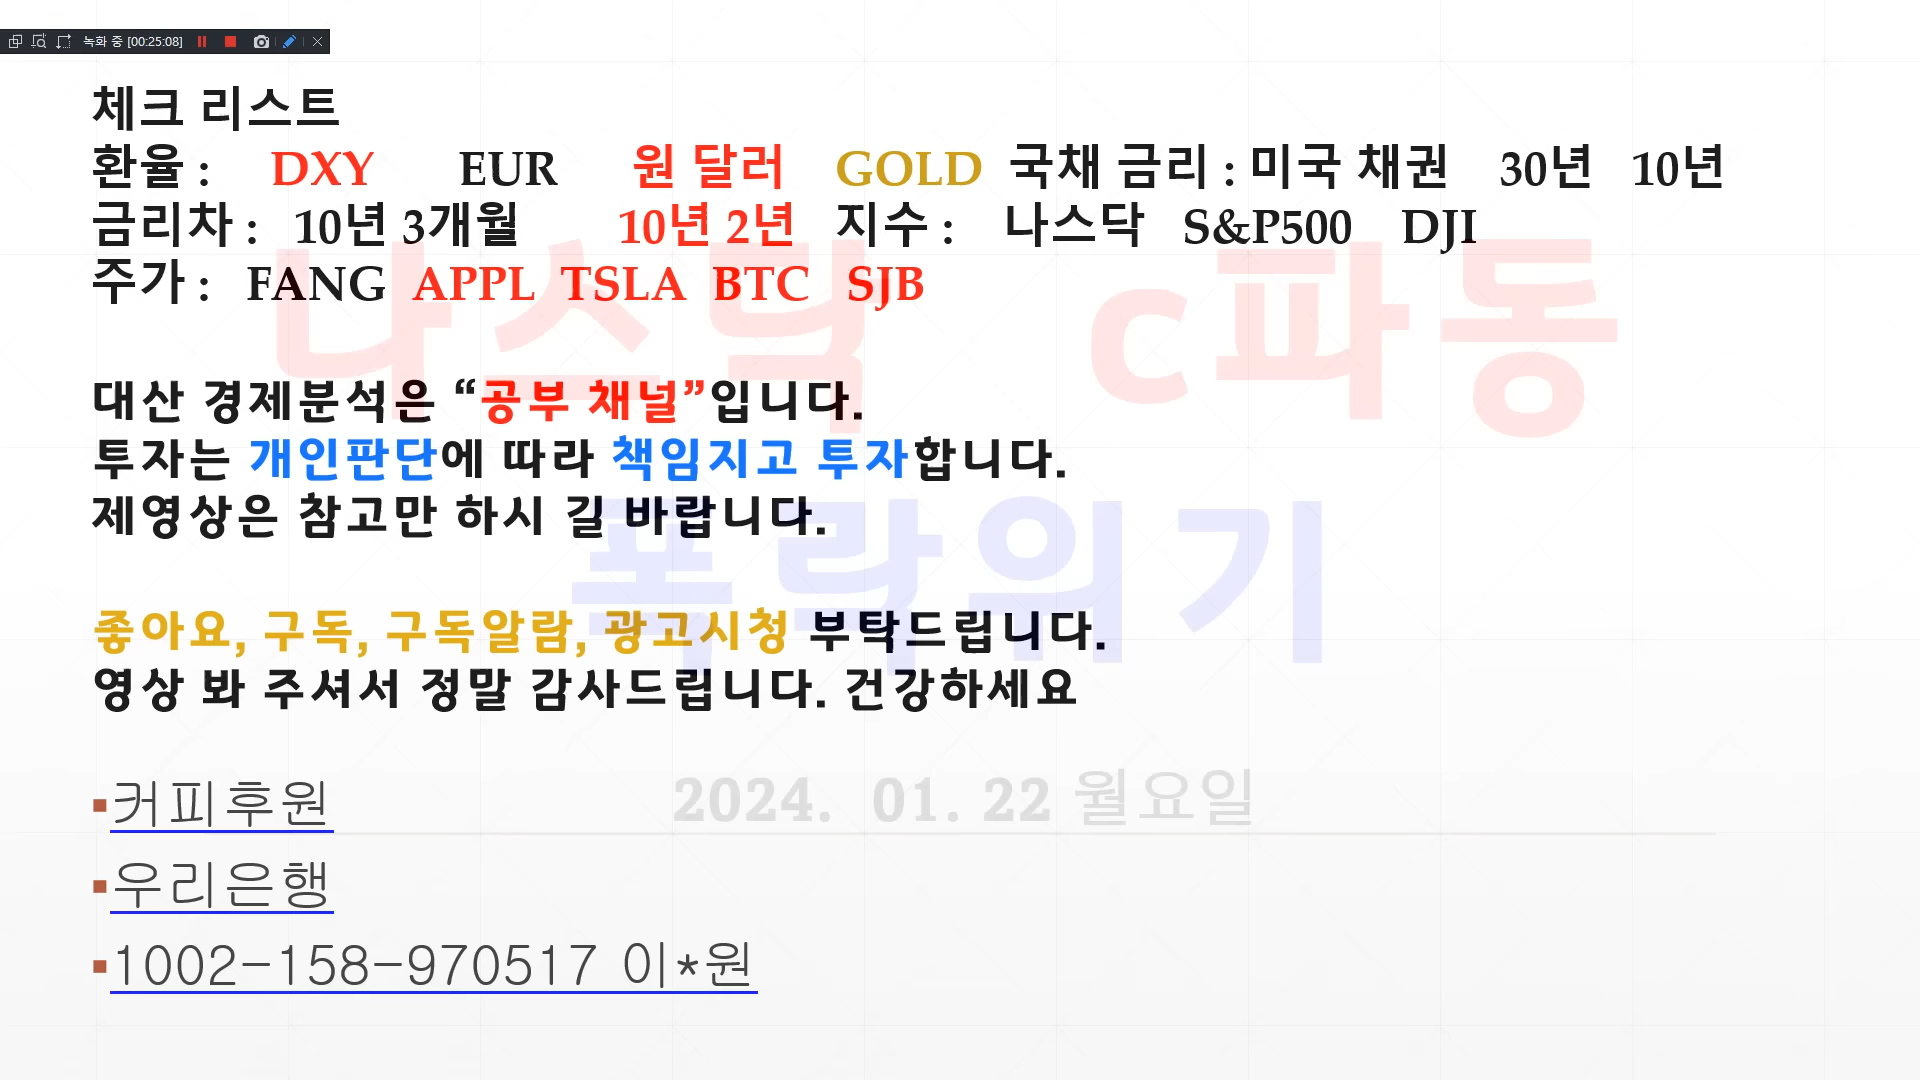 녹화 중 [00:25:08]
체크 리스트
환율 : DXY EUR 원 달러 GOLD 국채 금리 : 미국 채권 30년 10년
금리차 : 10년 3개월 10년 2년 지수 : 나스닥 S&P500 DJI
주가 : FANG APPL TSLA BTC SJB
나스닥 c파동
대산 경제분석은 “공부 채널”입니다.
투자는 개인판단에 따라 책임지고 투자합니다.
제영상은 참고만 하시 길 바랍니다.
폭락위기
좋아요, 구독, 구독알람, 광고시청 부탁드립니다.
영상 봐 주셔서 정말 감사드립니다. 건강하세요
2024. 01. 22 월요일
커피후원
우리은행
1002-158-970517 이*원